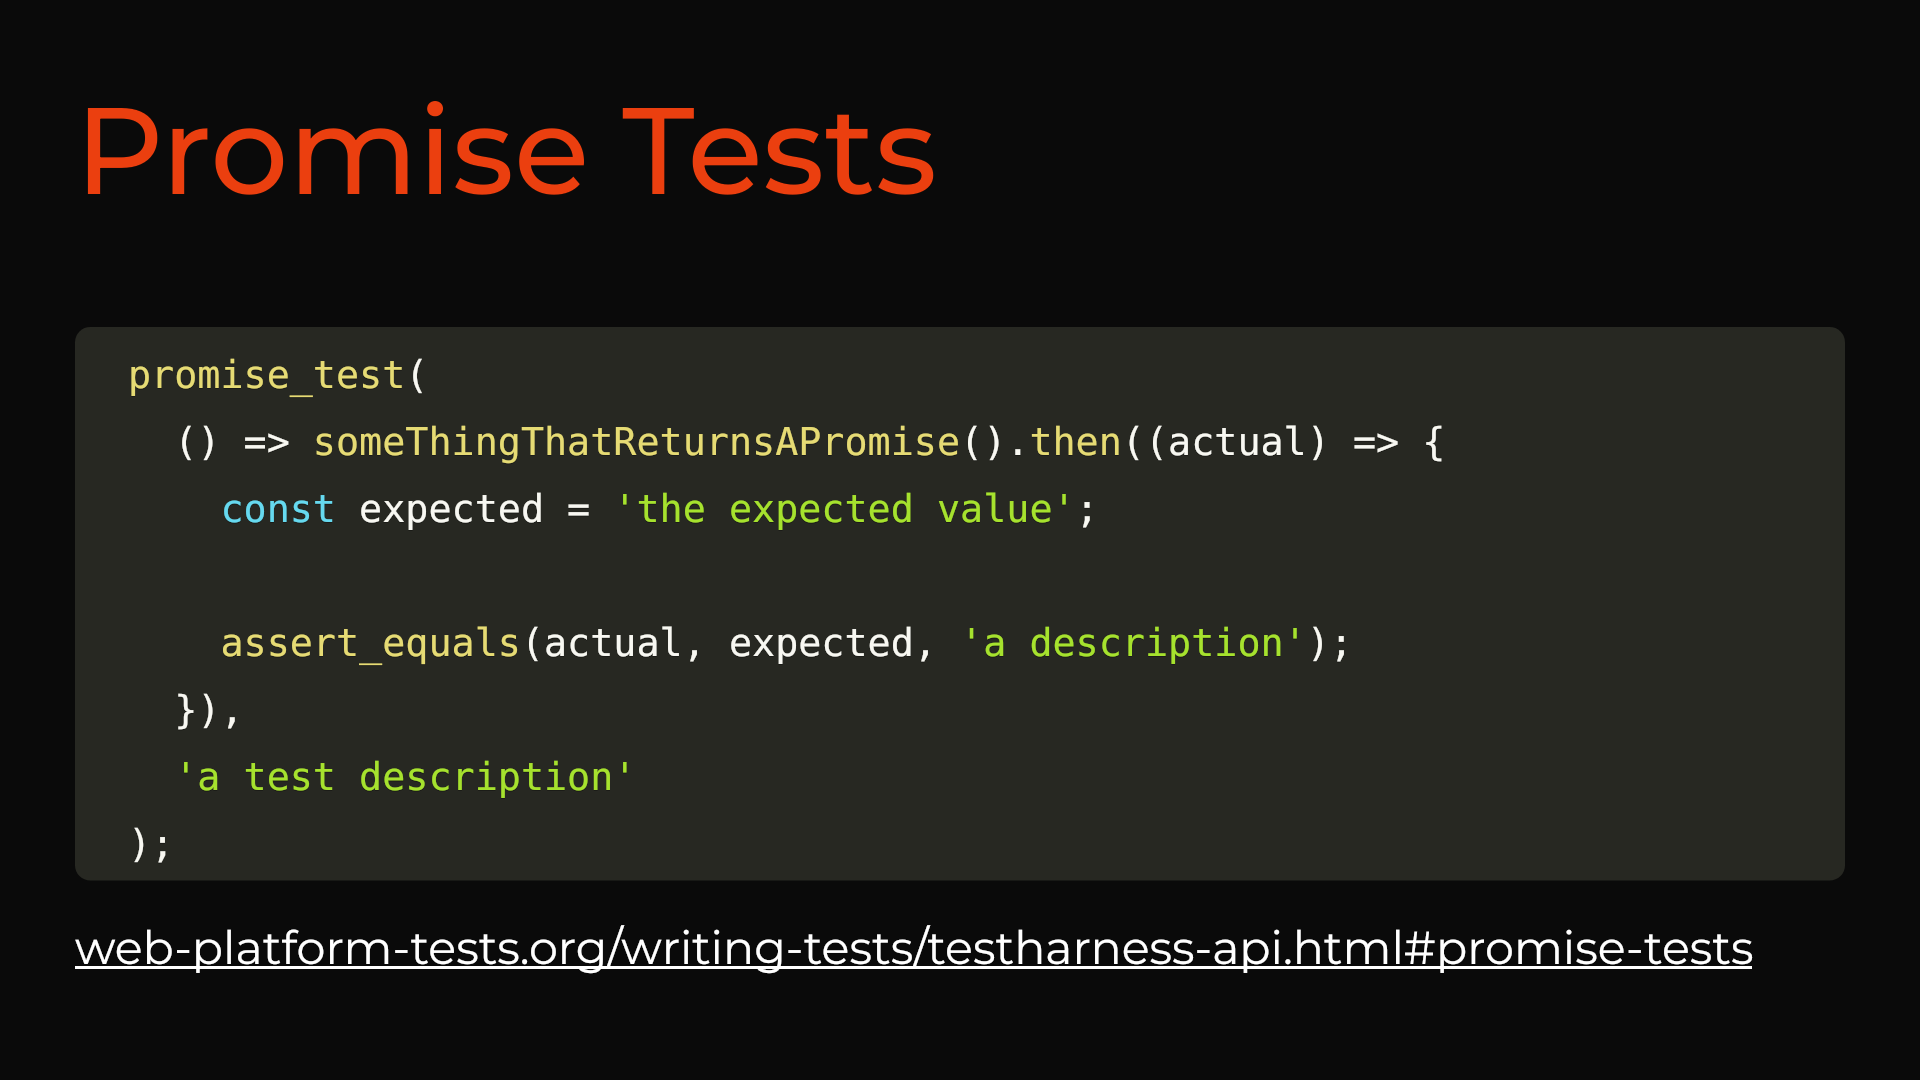 Promise Tests
promise_test(
  () => someThingThatReturnsAPromise().then((actual) => {
    const expected = 'the expected value';

    assert_equals(actual, expected, 'a description');
  }),
  'a test description'
);
web-platform-tests.org/writing-tests/testharness-api.html#promise-tests